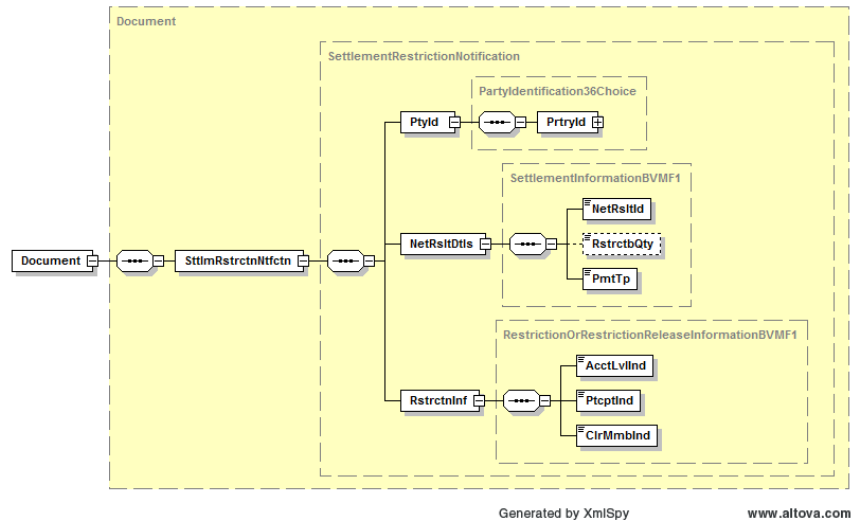 Document
SettlementRestrictionNotification
PartyIdentification36Choice
PtyId
PrtryId
SettlementInformationBVMF1
NetRsltId
NetRsltDtls
RstrctbQty
Document
SttlmRstrctnNtfctn
PmtTp
RestrictionOrRestrictionReleaseInformationBVMF1
AcctLvlInd
RstrctnInf
PtcptInd
ClrMmbInd
Generated by XmlSpy
www.altova.com